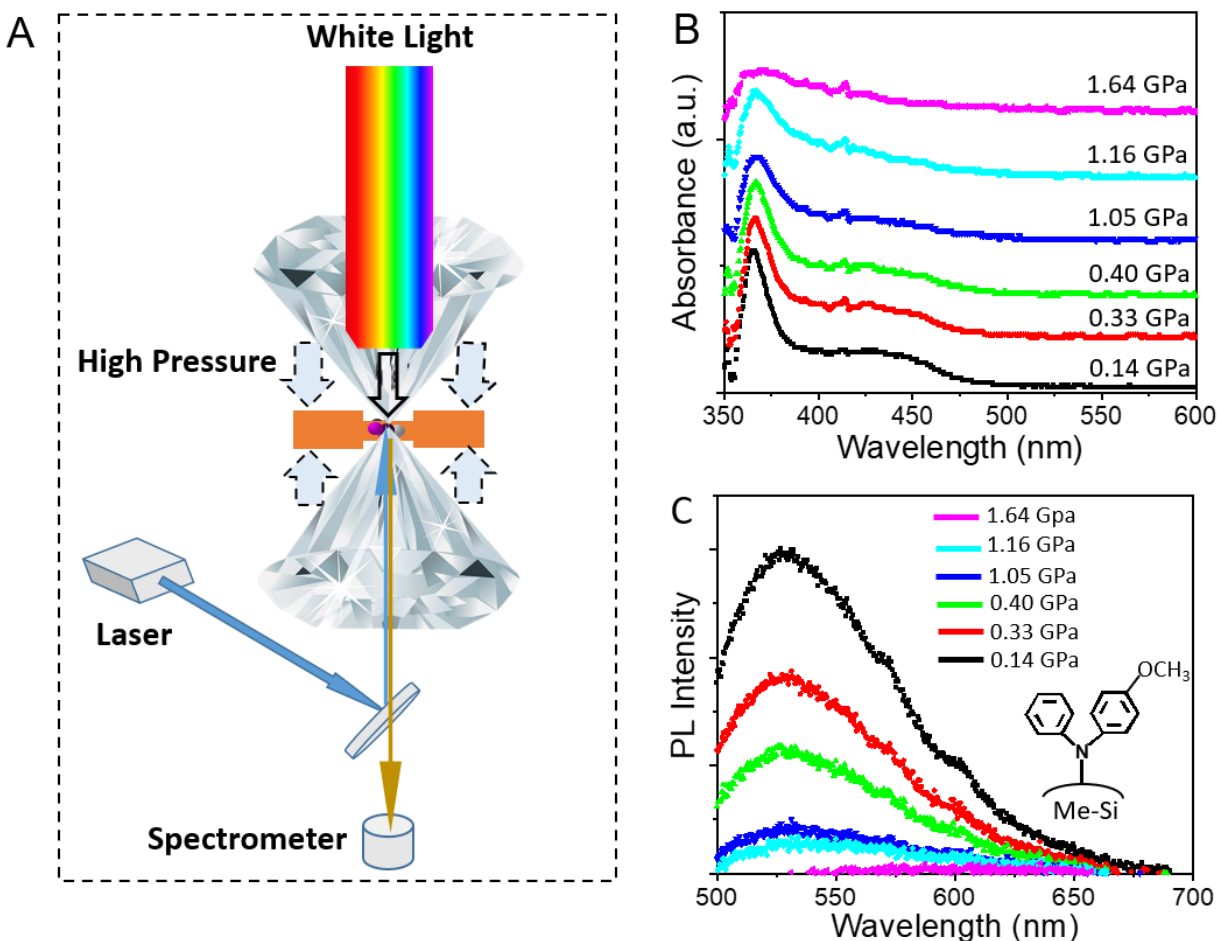 A
White Light
High Pressure
Laser
Spectrometer
B
Absorbance (a.u.)
1.64 GPa
1.16 GPa
1.05 GPa
0.40 GPa
0.33 GPa
0.14 GPa
350 400 450 500 550 600
Wavelength (nm)
C
PL Intensity
1.64 Gpa
1.16 GPa
1.05 GPa
0.40 GPa
0.33 GPa
0.14 GPa
OCH3
N
Me-Si
500 550 600 650 700
Wavelength (nm)